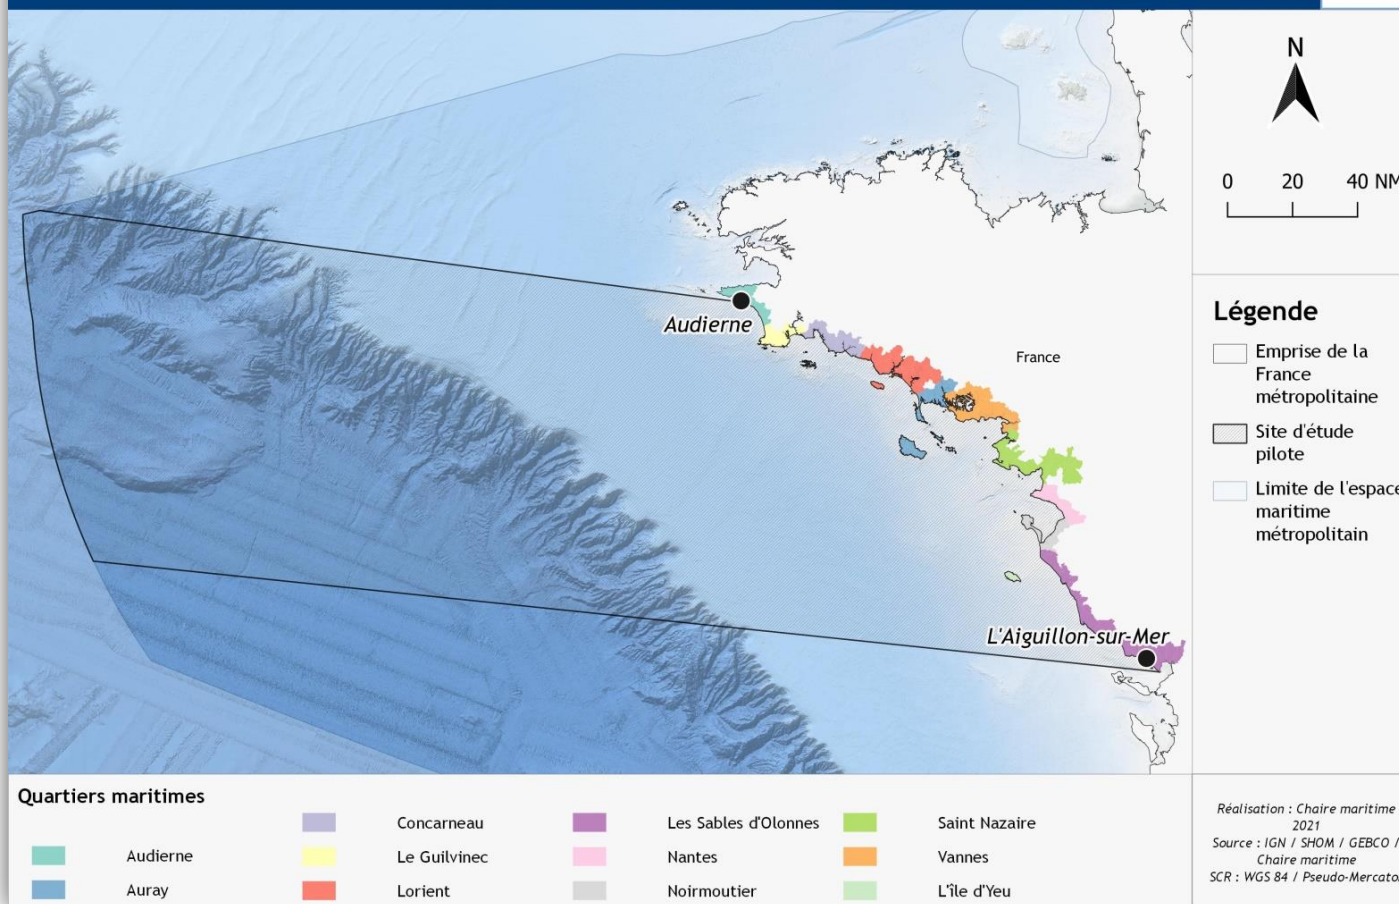 N
0 20 40 NM
Audierne
France
L'Aiguillon-sur-Mer
Légende
Emprise de la
France
métropolitaine
Site d'étude
pilote
Limite de l'espace
maritime
métropolitain
Quartiers maritimes
Audierne
Auray
Concarneau
Le Guilvinec
Lorient
Les Sables d'Olonnes
Nantes
Noirmoutier
Saint Nazaire
Vannes
L'île d'Yeu
Réalisation : Chaire maritime
2021
Source : IGN / SHOM / GEBCO /
Chaire maritime
SCR : WGS 84 / Pseudo-Mercator